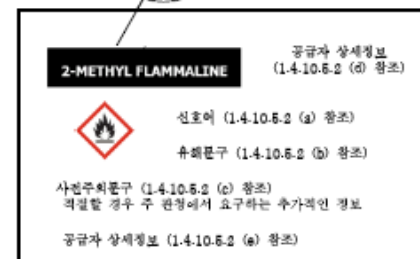 2-METHYL FLAMMALINE
공급자 상세정보
(1.4.10.5.2 (d) 참조)
신호어 (1.4.10.5.2 (a) 참조)
유해문구 (1.4.10.5.2 (b) 참조)
사전주의문구 (1.4.10.5.2 (c) 참조)
적절할 경우 주 관청에서 요구하는 추가적인 정보
공급자 상세정보 (1.4.10.5.2 (e) 참조)